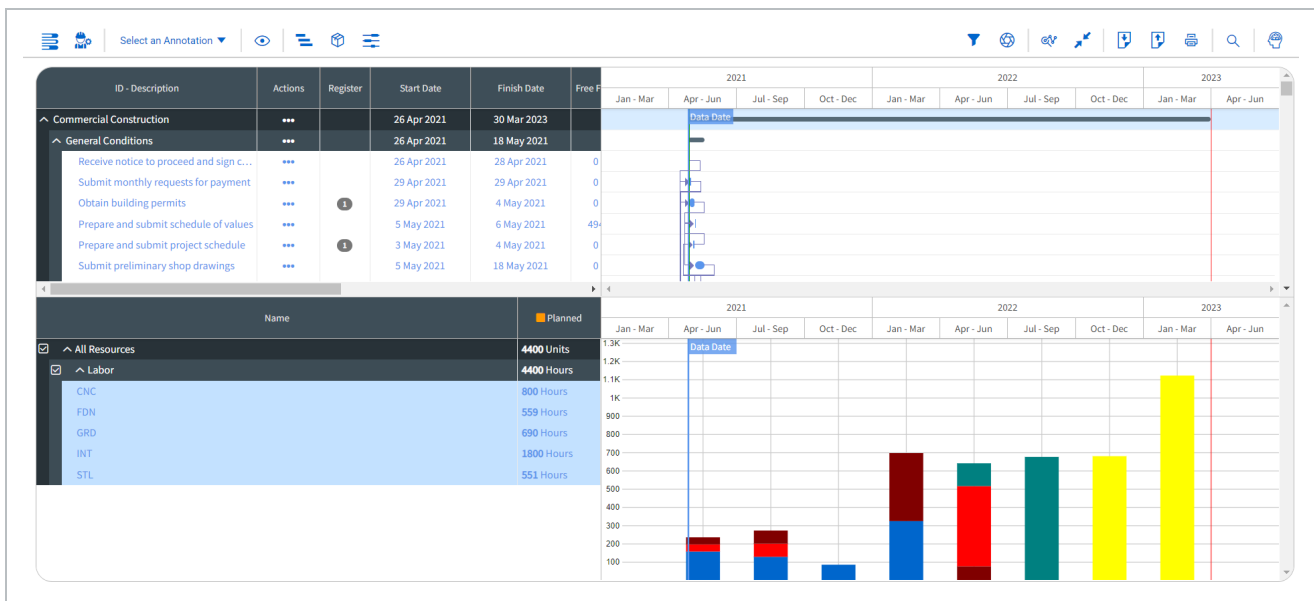 Select an Annotation
ID - Description Actions Register Start Date Finish Date Free F
2021 2022 2023
Jan - Mar Apr - Jun Jul - Sep Oct - Dec Jan - Mar Apr - Jun Jul - Sep Oct - Dec Jan - Mar Apr - Jun
Commercial Construction ••• 26 Apr 2021 30 Mar 2023 Data Date
General Conditions ••• 26 Apr 2021 18 May 2021
Receive notice to proceed and sign c... ••• 26 Apr 2021 28 Apr 2021 0
Submit monthly requests for payment ••• 29 Apr 2021 29 Apr 2021 0
Obtain building permits ••• 1 29 Apr 2021 4 May 2021 0
Prepare and submit schedule of values ••• 5 May 2021 6 May 2021 494
Prepare and submit project schedule ••• 1 3 May 2021 4 May 2021 0
Submit preliminary shop drawings ••• 5 May 2021 18 May 2021 0
Name Planned
2021 2022 2023
Jan - Mar Apr - Jun Jul - Sep Oct - Dec Jan - Mar Apr - Jun Jul - Sep Oct - Dec Jan - Mar Apr - Jun
All Resources 4400 Units
Labor 4400 Hours
CNC 800 Hours
FDN 559 Hours
GRD 690 Hours
INT 1800 Hours
STL 551 Hours
Data Date
1.3K
1.2K
1.1K
1K
900
800
700
600
500
400
300
200
100